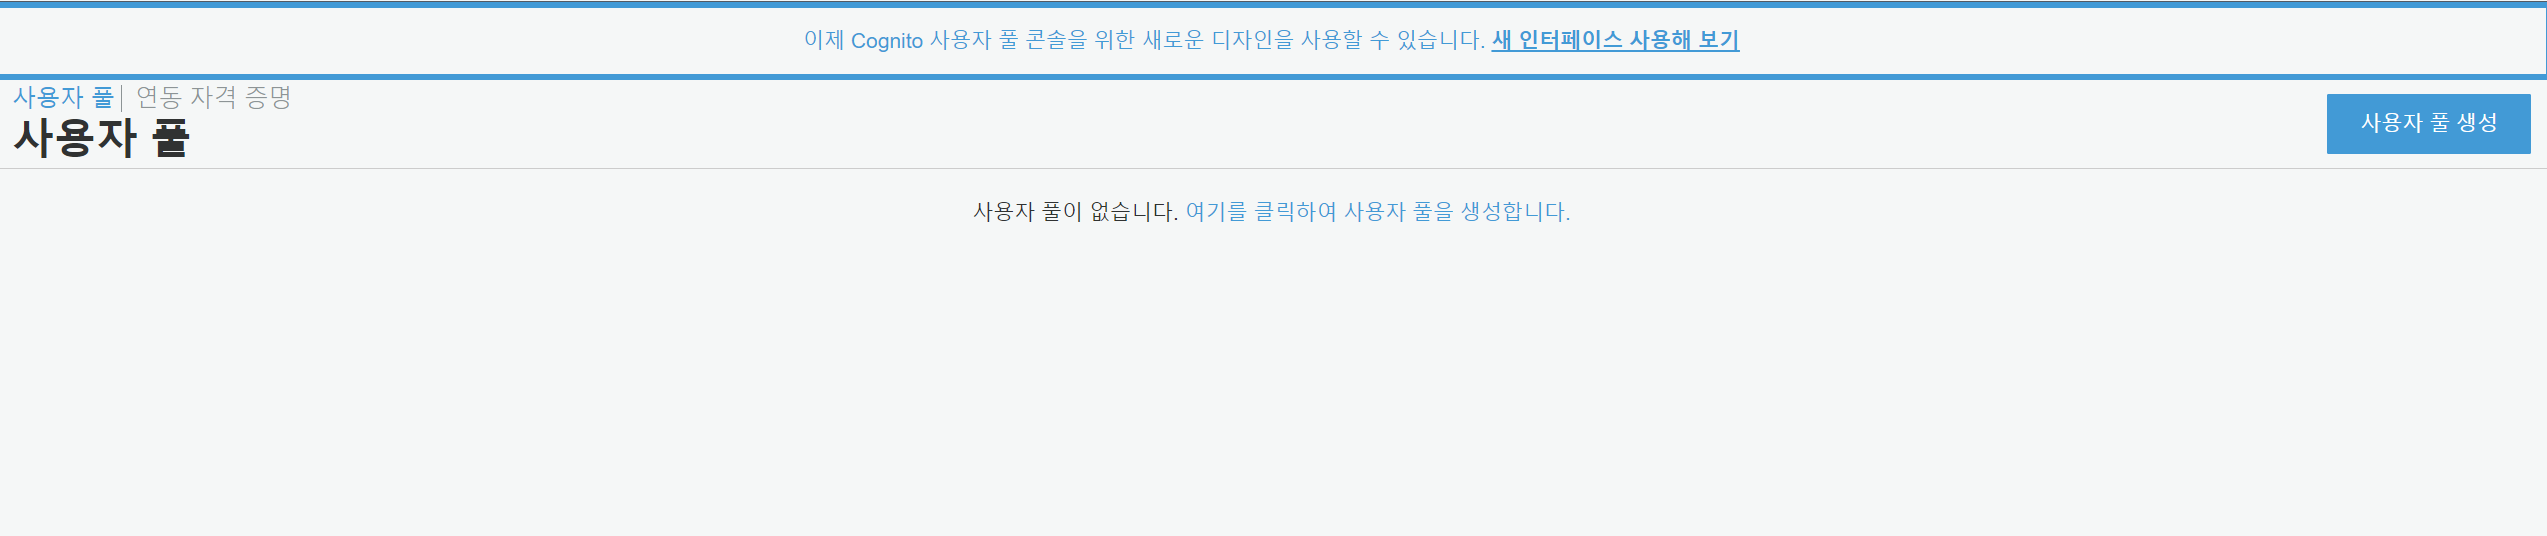 이제 Cognito 사용자 풀 콘솔을 위한 새로운 디자인을 사용할 수 있습니다. 새 인터페이스 사용해 보기
사용자 풀 | 연동 자격 증명
사용자 풀
사용자 풀 생성
사용자 풀이 없습니다. 여기를 클릭하여 사용자 풀을 생성합니다.